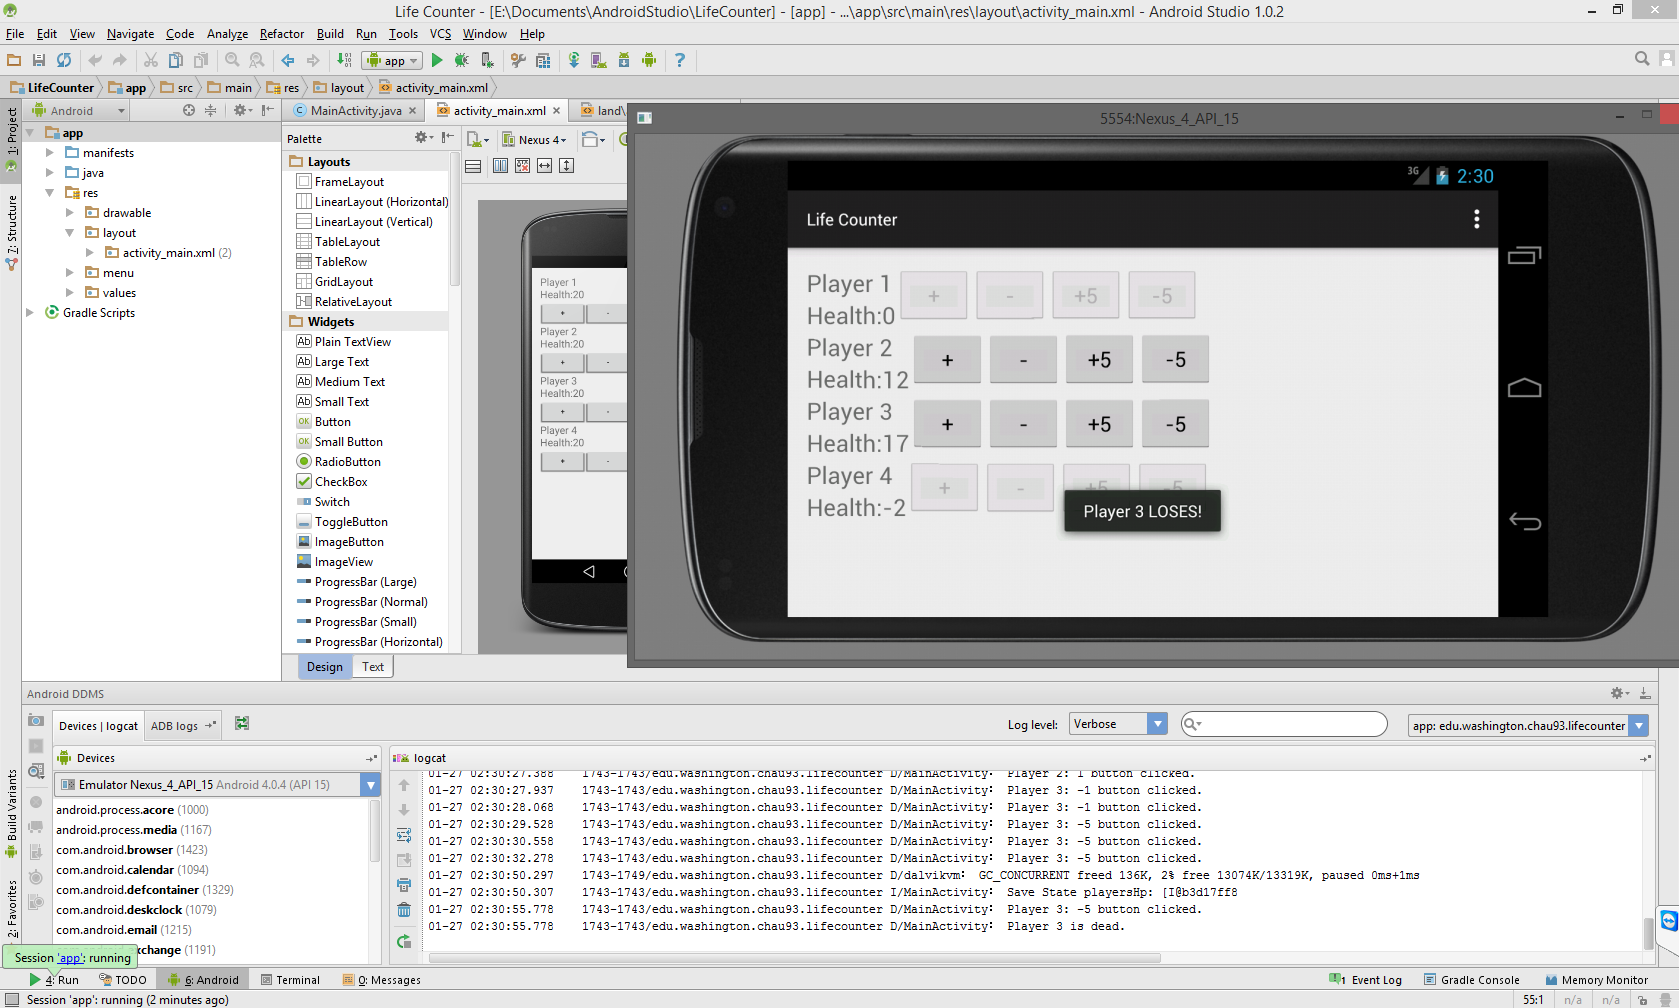 Life Counter - [E:\Documents\AndroidStudio\LifeCounter] - [app] - ...\app\src\main\res\layout\activity_main.xml - Android Studio 1.0.2
File Edit View Navigate Code Analyze Refactor Build Run Tools VCS Window Help
app
LifeCounter app src main res layout activity_main.xml
1: Project
7: Structure
Build Variants
2: Favorites
Android
app
manifests
java
res
drawable
layout
activity_main.xml (2)
menu
values
Gradle Scripts
MainActivity.java activity_main.xml land\
Palette
Nexus 4
Layouts
FrameLayout
LinearLayout (Horizontal)
LinearLayout (Vertical)
TableLayout
TableRow
GridLayout
RelativeLayout
Widgets
Plain TextView
Large Text
Medium Text
Small Text
Button
Small Button
RadioButton
CheckBox
Switch
ToggleButton
ImageButton
ImageView
ProgressBar (Large)
ProgressBar (Normal)
ProgressBar (Small)
ProgressBar (Horizontal)
Design Text
Player 1
Health:20
+ -
Player 2
Health:20
+ -
Player 3
Health:20
+ -
Player 4
Health:20
+ -
5554:Nexus_4_API_15
3G 2:30
Life Counter
Player 1
Health:0
+ - +5 -5
Player 2
Health:12
+ - +5 -5
Player 3
Health:17
+ - +5 -5
Player 4
Health:-2
+ - +5 -5
Player 3 LOSES!
Android DDMS
Devices | logcat ADB logs
Log level: Verbose
app: edu.washington.chau93.lifecounter
Devices
Emulator Nexus_4_API_15 Android 4.0.4 (API 15)
android.process.acore (1000)
android.process.media (1167)
com.android.browser (1423)
com.android.calendar (1094)
com.android.defcontainer (1329)
com.android.deskclock (1079)
com.android.email (1215)
xchange (1191)
logcat
01-27 02:30:27.388 1743-1743/edu.washington.chau93.lifecounter D/MainActivity: Player 2: 1 button clicked.
01-27 02:30:27.937 1743-1743/edu.washington.chau93.lifecounter D/MainActivity: Player 3: -1 button clicked.
01-27 02:30:28.068 1743-1743/edu.washington.chau93.lifecounter D/MainActivity: Player 3: -1 button clicked.
01-27 02:30:29.528 1743-1743/edu.washington.chau93.lifecounter D/MainActivity: Player 3: -5 button clicked.
01-27 02:30:30.558 1743-1743/edu.washington.chau93.lifecounter D/MainActivity: Player 3: -5 button clicked.
01-27 02:30:32.278 1743-1743/edu.washington.chau93.lifecounter D/MainActivity: Player 3: -5 button clicked.
01-27 02:30:50.297 1743-1749/edu.washington.chau93.lifecounter D/dalvikvm: GC_CONCURRENT freed 136K, 2% free 13074K/13319K, paused 0ms+1ms
01-27 02:30:50.307 1743-1743/edu.washington.chau93.lifecounter I/MainActivity: Save State playersHp: [I@b3d17ff8
01-27 02:30:55.778 1743-1743/edu.washington.chau93.lifecounter D/MainActivity: Player 3: -5 button clicked.
01-27 02:30:55.778 1743-1743/edu.washington.chau93.lifecounter D/MainActivity: Player 3 is dead.
Session 'app': running
4: Run TODO 6: Android Terminal 0: Messages
1 Event Log Gradle Console Memory Monitor
Session 'app': running (2 minutes ago)
55:1 n/a n/a